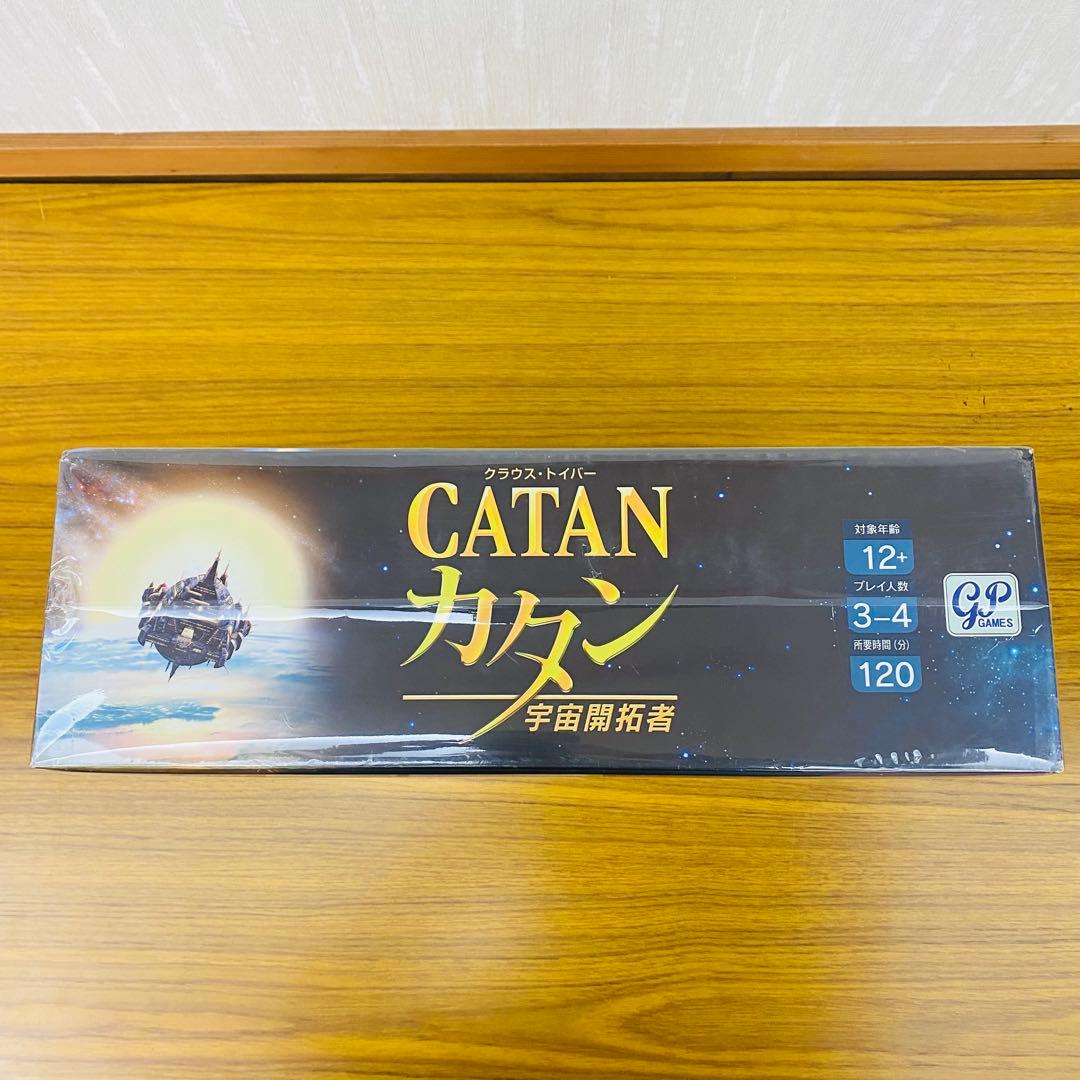 クラウス・トイバー
CATAN
カタン
宇宙開拓者
対象年齢
12+
プレイ人数
3–4
所要時間(分)
120
GP
GAMES